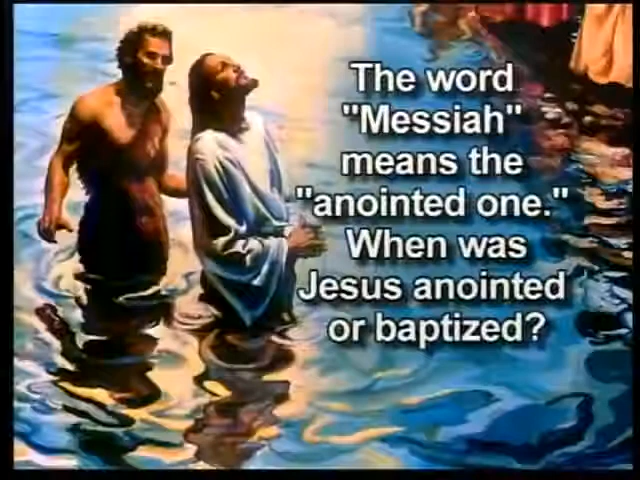 The word
"Messiah"
means the
"anointed one."
When was
Jesus anointed
or baptized?